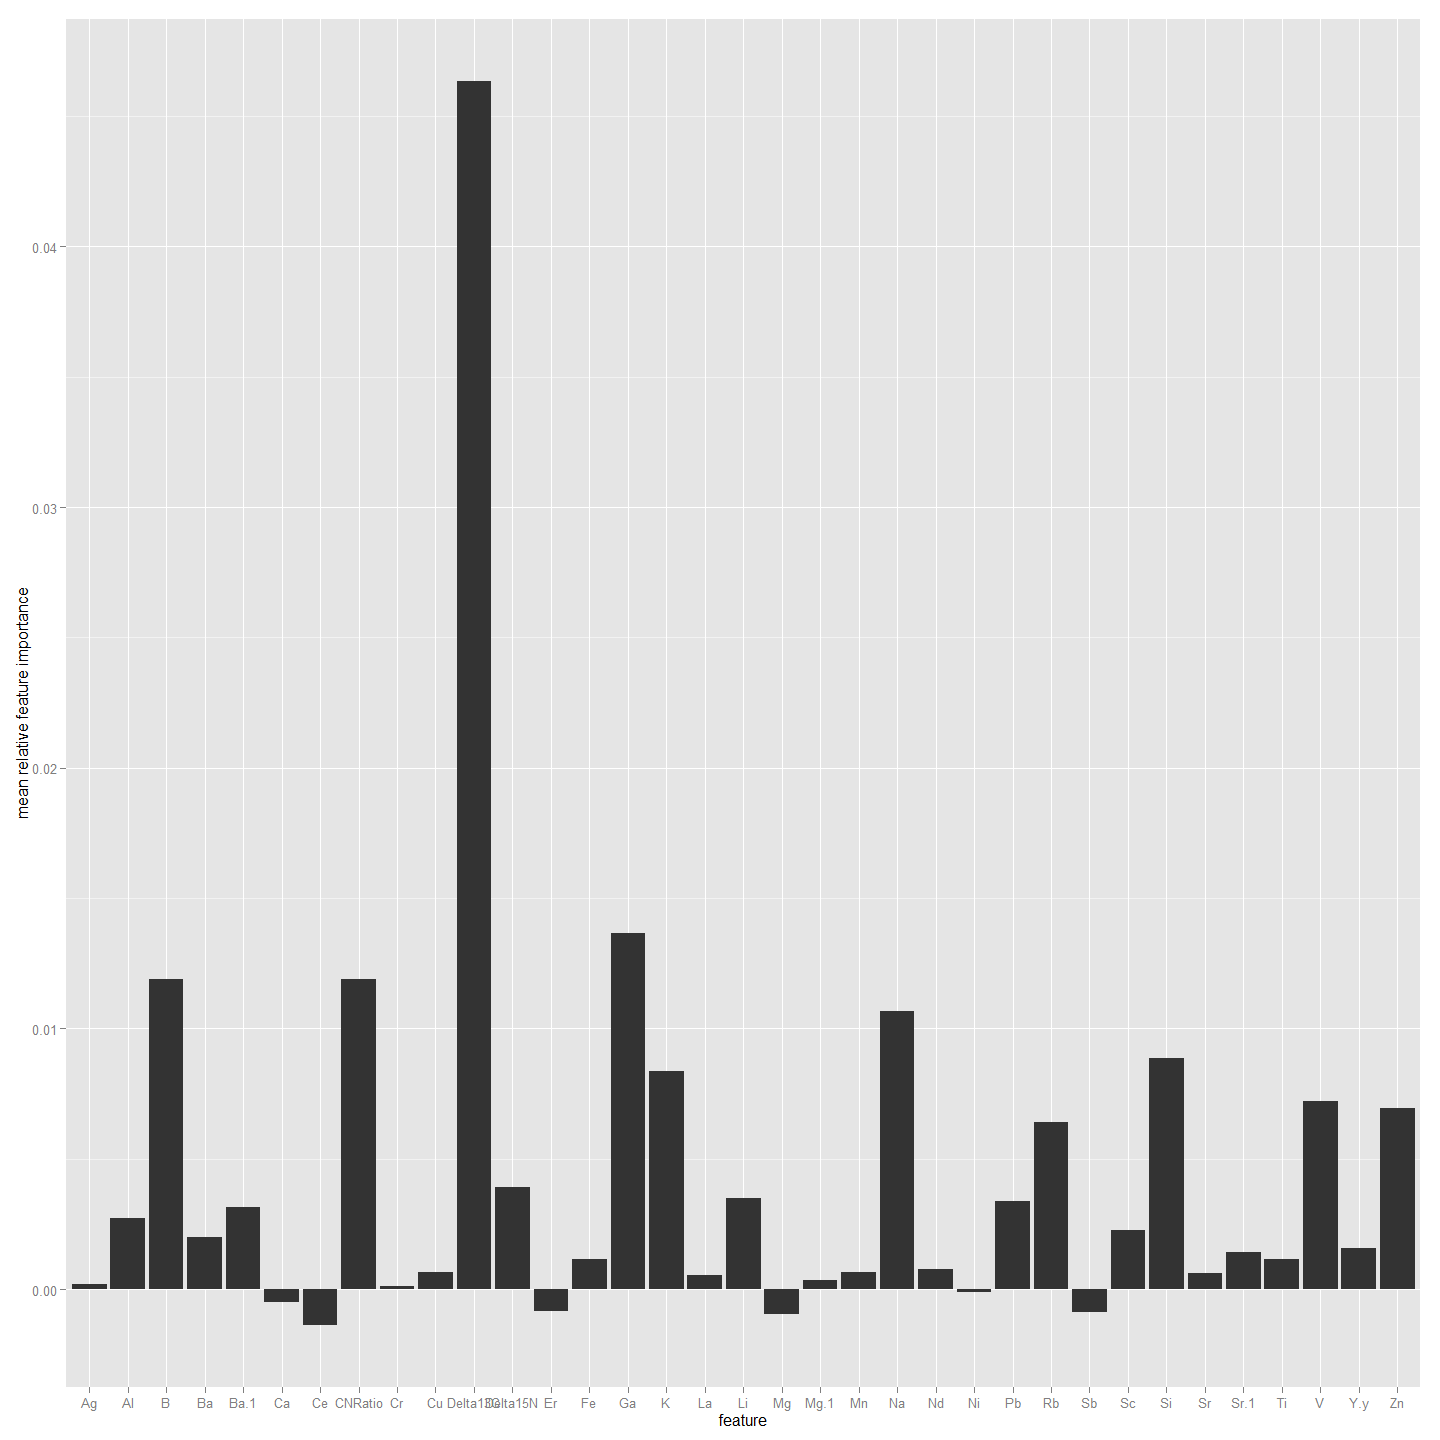 mean relative feature importance
0.04
0.03
0.02
0.01
0.00
Ag Al B Ba Ba.1 Ca Ce CNRatio Cr Cu Delta13C Delta15N Er Fe Ga K La Li Mg Mg.1 Mn Na Nd Ni Pb Rb Sb Sc Si Sr Sr.1 Ti V Y.y Zn
feature